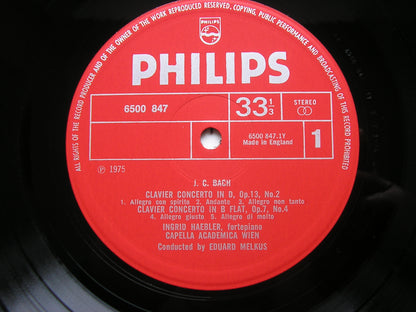 ALL RIGHTS OF THE RECORD PRODUCER AND OF THE OWNER OF THE WORK REPRODUCED RESERVED. COPYING, PUBLIC PERFORMANCE AND BROADCASTING OF THIS RECORD PROHIBITED
PHILIPS
PHILIPS
6500 847
33 1/3
STEREO
6500 847.1Y
Made in England
1
℗ 1975
J. C. BACH
CLAVIER CONCERTO IN D, Op.13, No.2
1. Allegro con spirito 2. Andante 3. Allegro non tanto
CLAVIER CONCERTO IN B FLAT, Op.7, No.4
4. Allegro giusto 5. Allegro di molto
INGRID HAEBLER, fortepiano
CAPELLA ACADEMICA WIEN
Conducted by EDUARD MELKUS